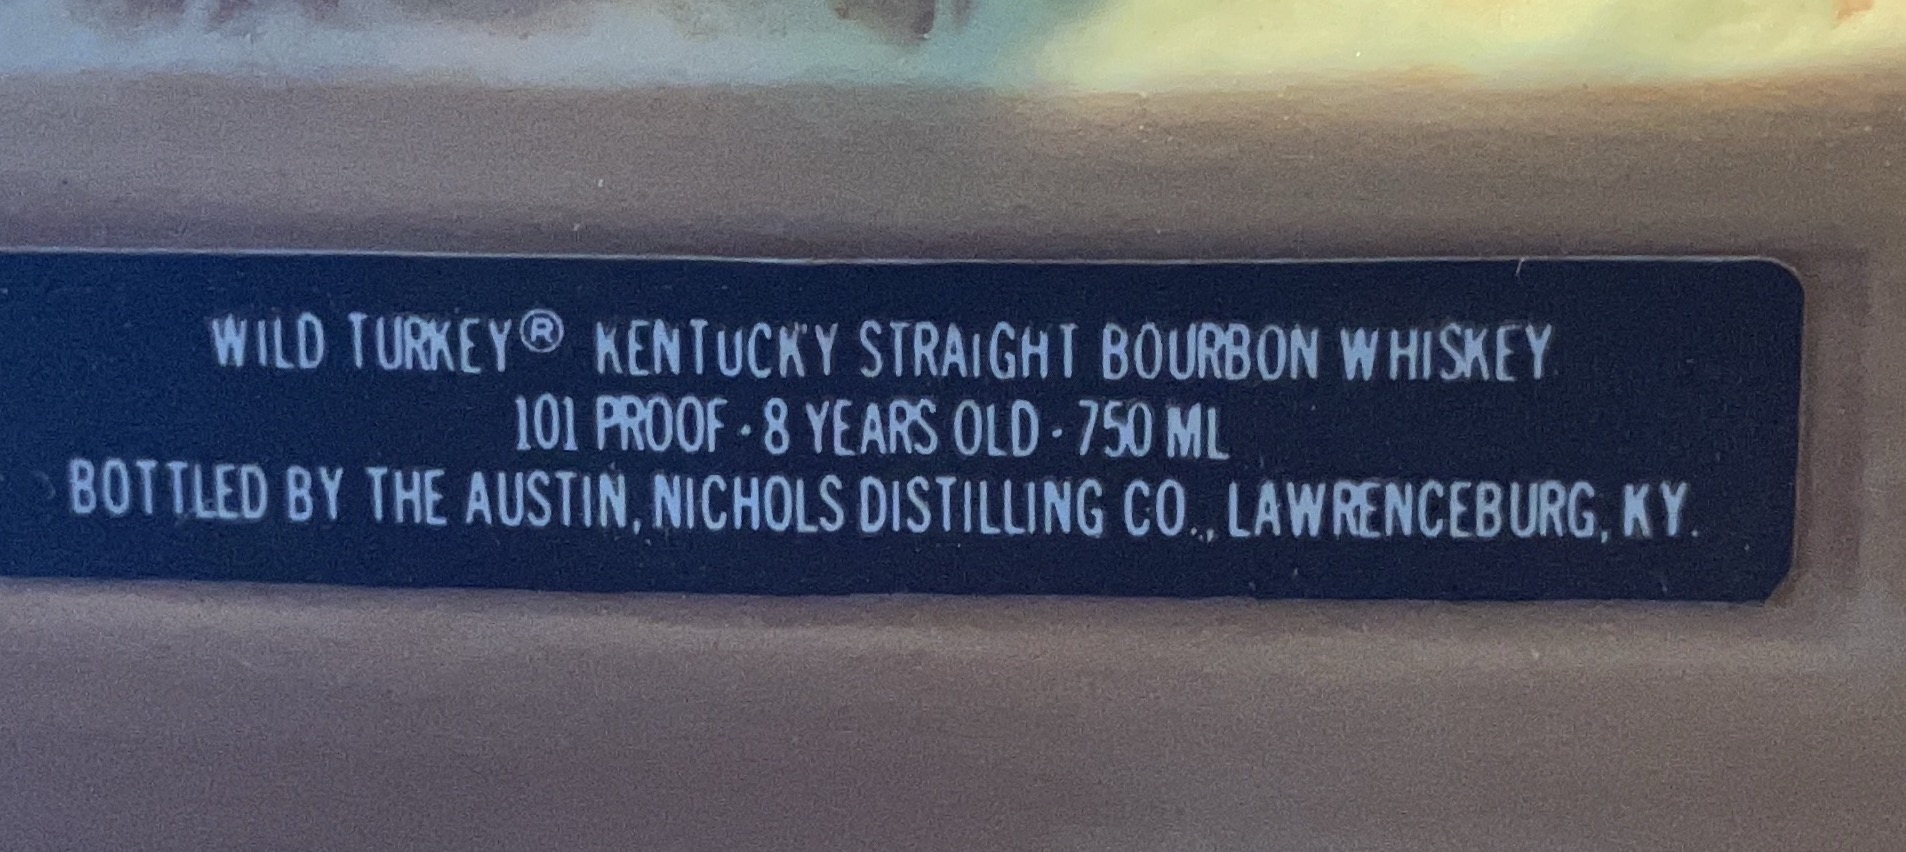 WILD TURKEY® KENTUCKY STRAIGHT BOURBON WHISKEY
101 PROOF · 8 YEARS OLD · 750 ML
BOTTLED BY THE AUSTIN, NICHOLS DISTILLING CO., LAWRENCEBURG, KY.